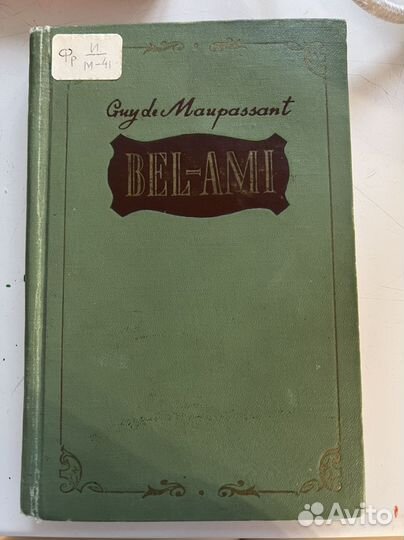 Фр И
М-41
Guy de Maupassant
BEL-AMI
Avito